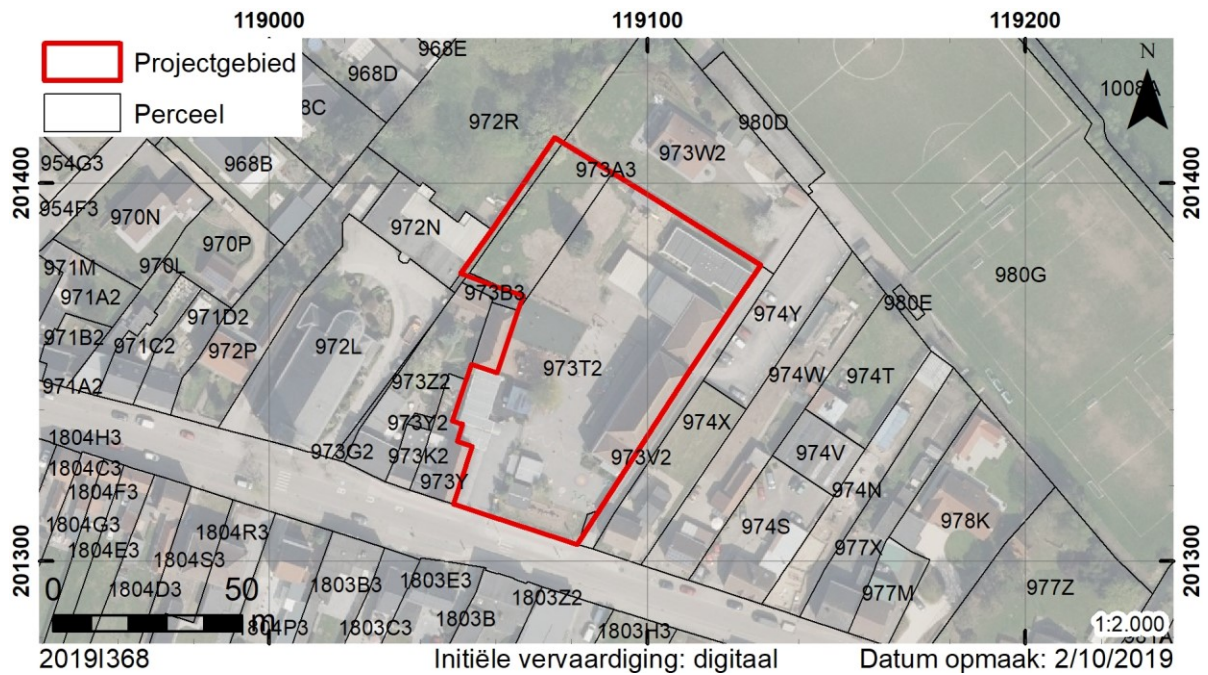 119000 119100 119200
Projectgebied
Perceel
N
968E
968D
968C
1008A
972R
980D
973W2
973A3
954G3
968B
201400
201400
954F3
970N
972N
970P
980G
971M
970L
973B3
971A2
980E
971D2
974Y
971B2
971C2
972P
972L
973T2
974W
974T
971A2
973Z2
974X
973Y2
974V
1804H3
973G2
973K2
973V2
1804C3
973Y
974N
1804F3
978K
1804G3
1804R3
974S
977X
1804E3
1804S3
201300
201300
0 50
m
1804D3
1803B3
1803E3
1803Z2
977M
977Z
1804P3
1803C3
1803B
1803H3
1:2.000
981A
2019I368 Initiële vervaardiging: digitaal Datum opmaak: 2/10/2019